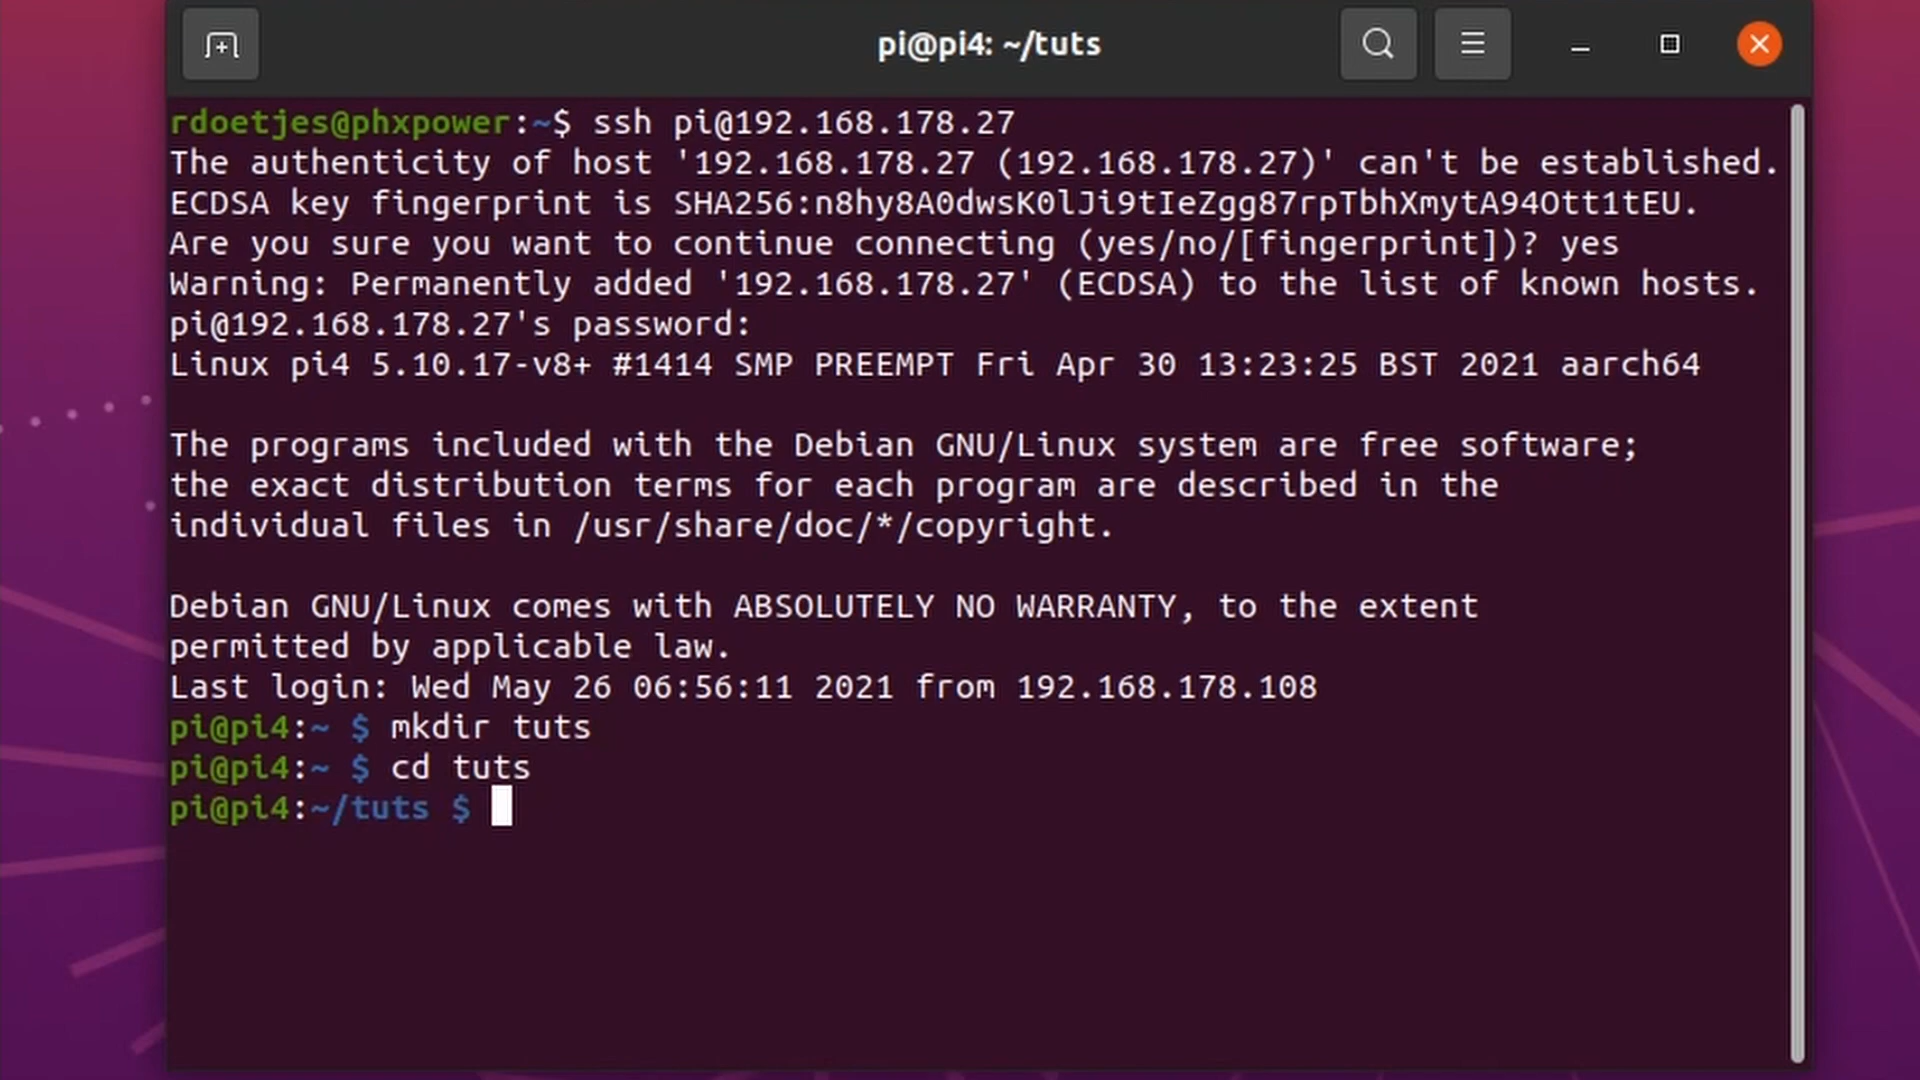 pi@pi4: ~/tuts
rdoetjes@phxpower:~$ ssh pi@192.168.178.27
The authenticity of host '192.168.178.27 (192.168.178.27)' can't be established.
ECDSA key fingerprint is SHA256:n8hy8A0dwsK0lJi9tIeZgg87rpTbhXmytA94Ott1tEU.
Are you sure you want to continue connecting (yes/no/[fingerprint])? yes
Warning: Permanently added '192.168.178.27' (ECDSA) to the list of known hosts.
pi@192.168.178.27's password:
Linux pi4 5.10.17-v8+ #1414 SMP PREEMPT Fri Apr 30 13:23:25 BST 2021 aarch64
The programs included with the Debian GNU/Linux system are free software;
the exact distribution terms for each program are described in the
individual files in /usr/share/doc/*/copyright.
Debian GNU/Linux comes with ABSOLUTELY NO WARRANTY, to the extent
permitted by applicable law.
Last login: Wed May 26 06:56:11 2021 from 192.168.178.108
pi@pi4:~ $ mkdir tuts
pi@pi4:~ $ cd tuts
pi@pi4:~/tuts $